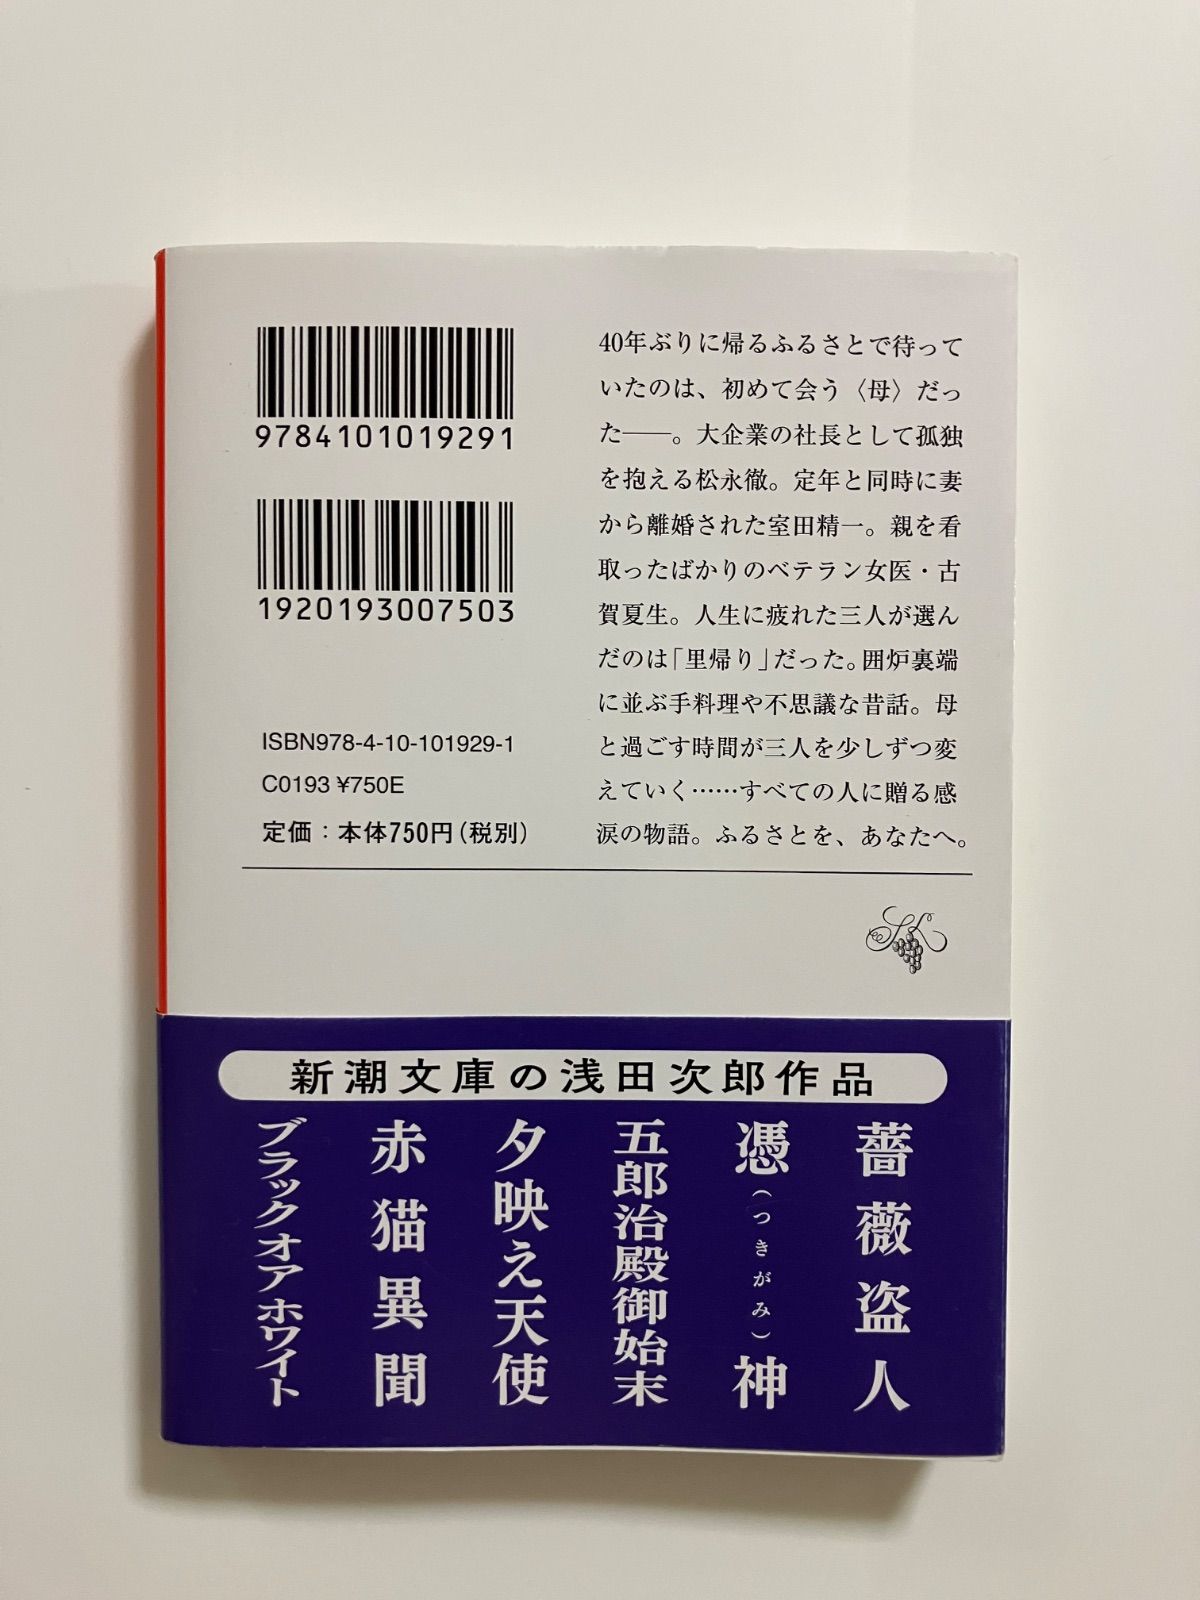 9784101019291
1920193007503
ISBN978-4-10-101929-1
C0193 ¥750E
定価：本体750円（税別）
40年ぶりに帰るふるさとで待って
いたのは、初めて会う〈母〉だっ
た――。大企業の社長として孤独
を抱える松永徹。定年と同時に妻
から離婚された室田精一。親を看
取ったばかりのベテラン女医・古
賀夏生。人生に疲れた三人が選ん
だのは「里帰り」だった。囲炉裏端
に並ぶ手料理や不思議な昔話。母
と過ごす時間が三人を少しずつ変
えていく……すべての人に贈る感
涙の物語。ふるさとを、あなたへ。
新潮文庫の浅田次郎作品
薔薇盗人
憑（つきがみ）神
五郎治殿御始末
夕映え天使
赤猫異聞
ブラックオアホワイト